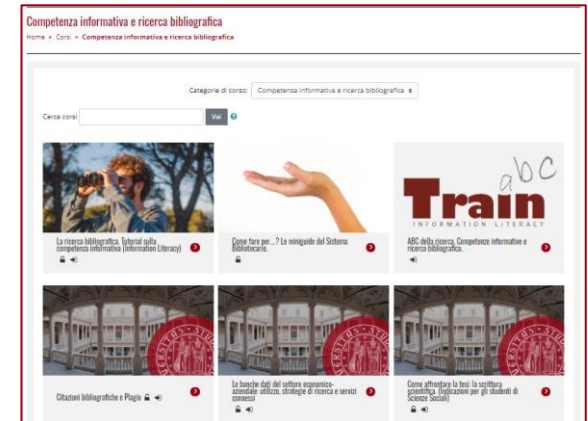 Competenza informativa e ricerca bibliografica
Home > Corsi > Competenza informativa e ricerca bibliografica
Categorie di corso: Competenza informativa e ricerca bibliografica
Cerca corsi Vai
abc
Train
INFORMATION LITERACY
La ricerca bibliografica. Tutorial sulla
competenza informativa (Information Literacy)
Come fare per...? Le miniguide del Sistema
Bibliotecario.
ABC della ricerca. Competenze informative e
ricerca bibliografica.
Citazioni bibliografiche e Plagio
Le banche dati del settore economico-
aziendale: utilizzo, strategie di ricerca e servizi
connessi
Come affrontare la tesi: la scrittura
scientifica. (Indicazioni per gli studenti di
Scienze Sociali)